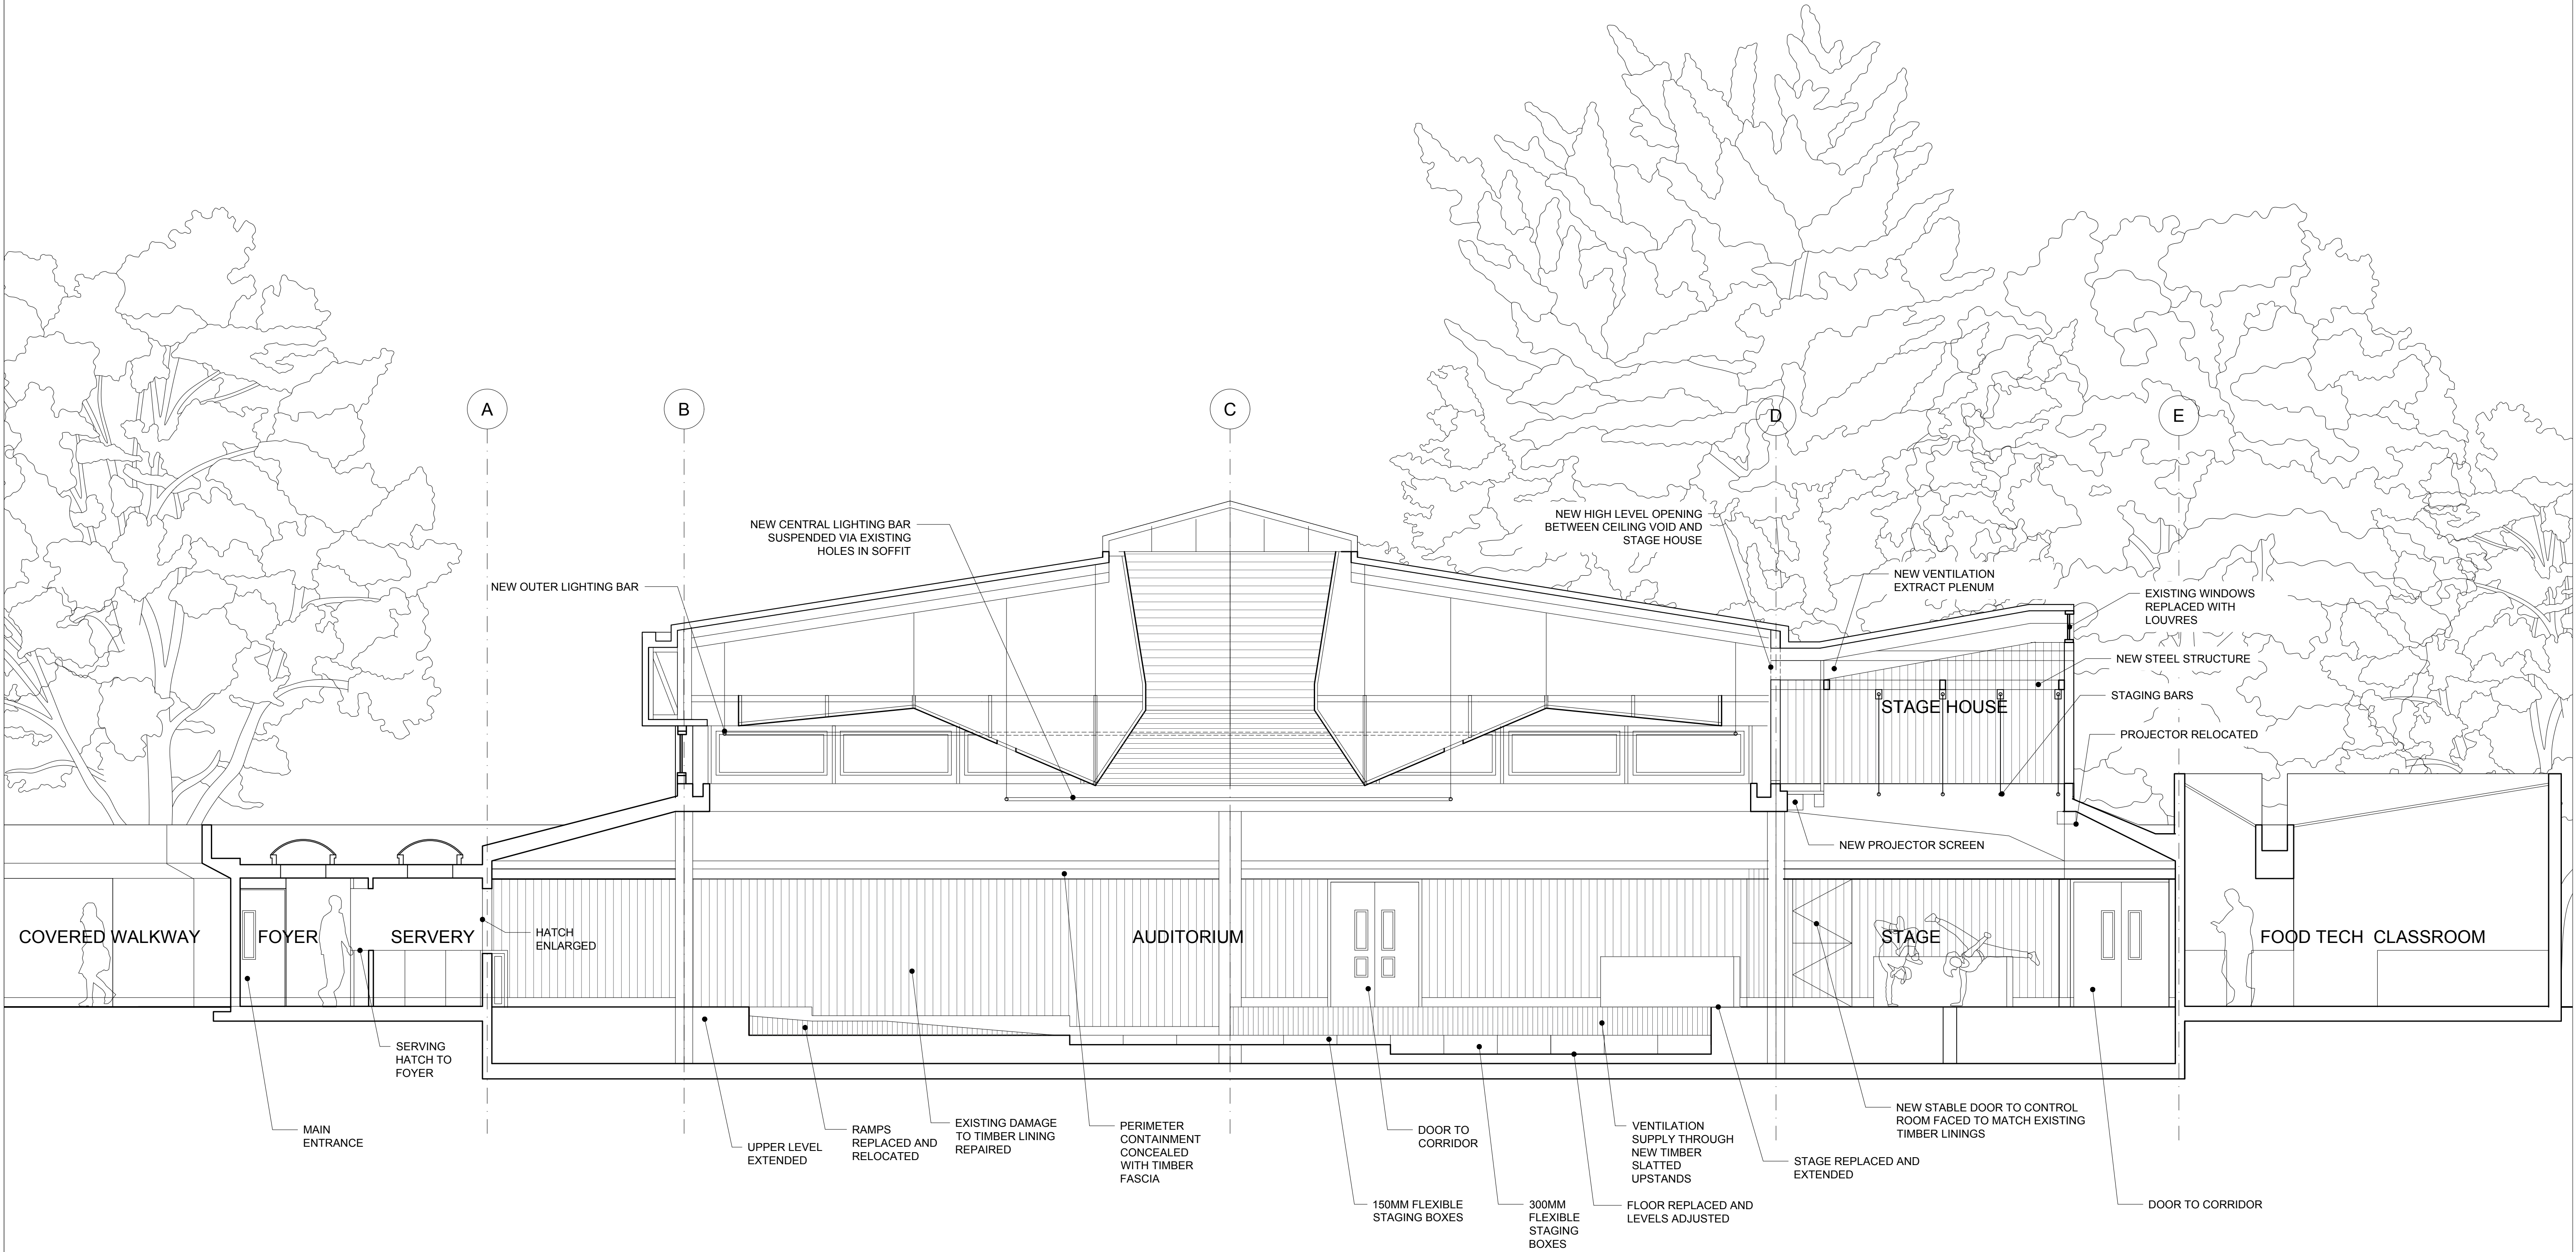 A
B
C
D
E
NEW CENTRAL LIGHTING BAR
SUSPENDED VIA EXISTING
HOLES IN SOFFIT
NEW HIGH LEVEL OPENING
BETWEEN CEILING VOID AND
STAGE HOUSE
NEW OUTER LIGHTING BAR
NEW VENTILATION
EXTRACT PLENUM
EXISTING WINDOWS
REPLACED WITH
LOUVRES
NEW STEEL STRUCTURE
STAGING BARS
STAGE HOUSE
PROJECTOR RELOCATED
NEW PROJECTOR SCREEN
COVERED WALKWAY
FOYER
SERVERY
HATCH
ENLARGED
AUDITORIUM
STAGE
FOOD TECH CLASSROOM
SERVING
HATCH TO
FOYER
MAIN
ENTRANCE
UPPER LEVEL
EXTENDED
RAMPS
REPLACED AND
RELOCATED
EXISTING DAMAGE
TO TIMBER LINING
REPAIRED
PERIMETER
CONTAINMENT
CONCEALED
WITH TIMBER
FASCIA
DOOR TO
CORRIDOR
VENTILATION
SUPPLY THROUGH
NEW TIMBER
SLATTED
UPSTANDS
NEW STABLE DOOR TO CONTROL
ROOM FACED TO MATCH EXISTING
TIMBER LININGS
STAGE REPLACED AND
EXTENDED
150MM FLEXIBLE
STAGING BOXES
300MM
FLEXIBLE
STAGING
BOXES
FLOOR REPLACED AND
LEVELS ADJUSTED
DOOR TO CORRIDOR